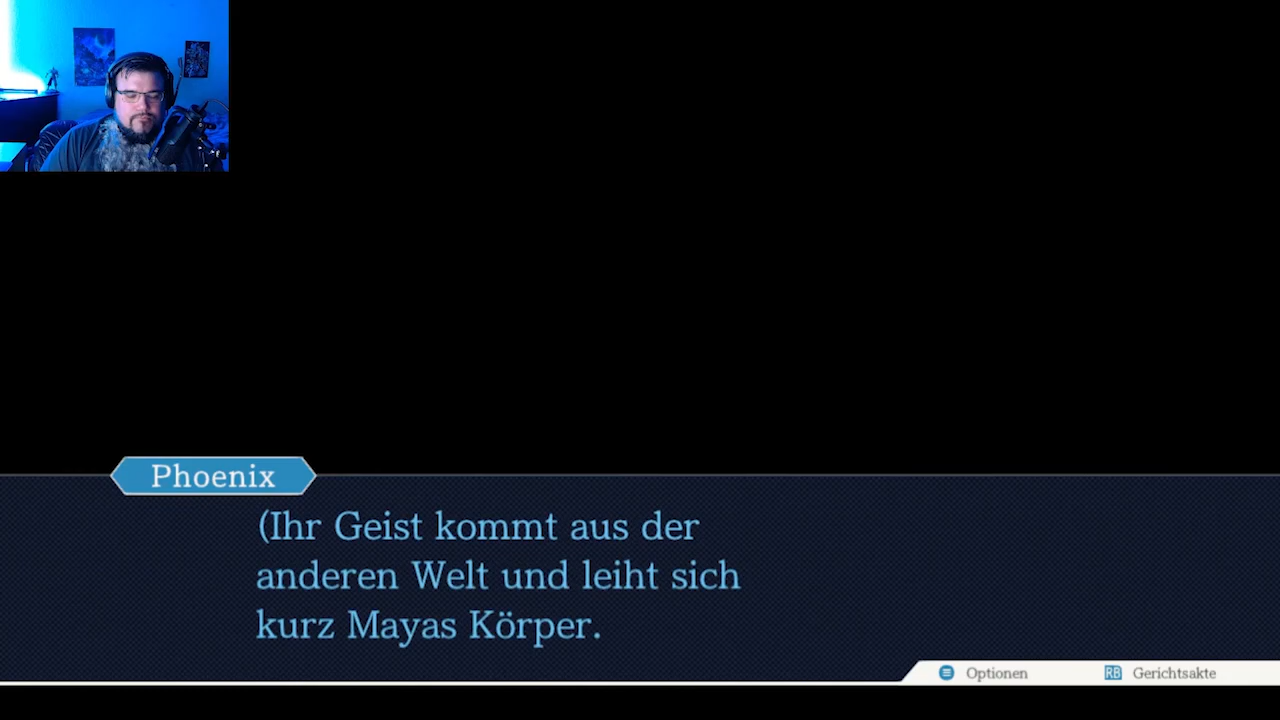 Phoenix
(Ihr Geist kommt aus der
anderen Welt und leiht sich
kurz Mayas Körper.
Optionen
RB Gerichtsakte